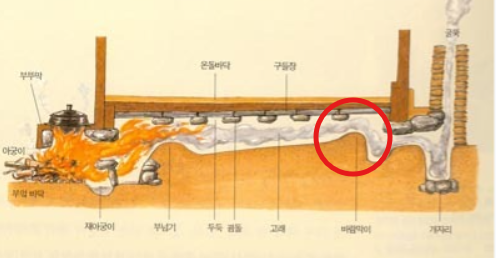 굴뚝
온돌바닥 구들장
부뚜막
아궁이
부엌 바닥
재아궁이 부넘기 두둑 굄돌 고래 바람막이 개자리